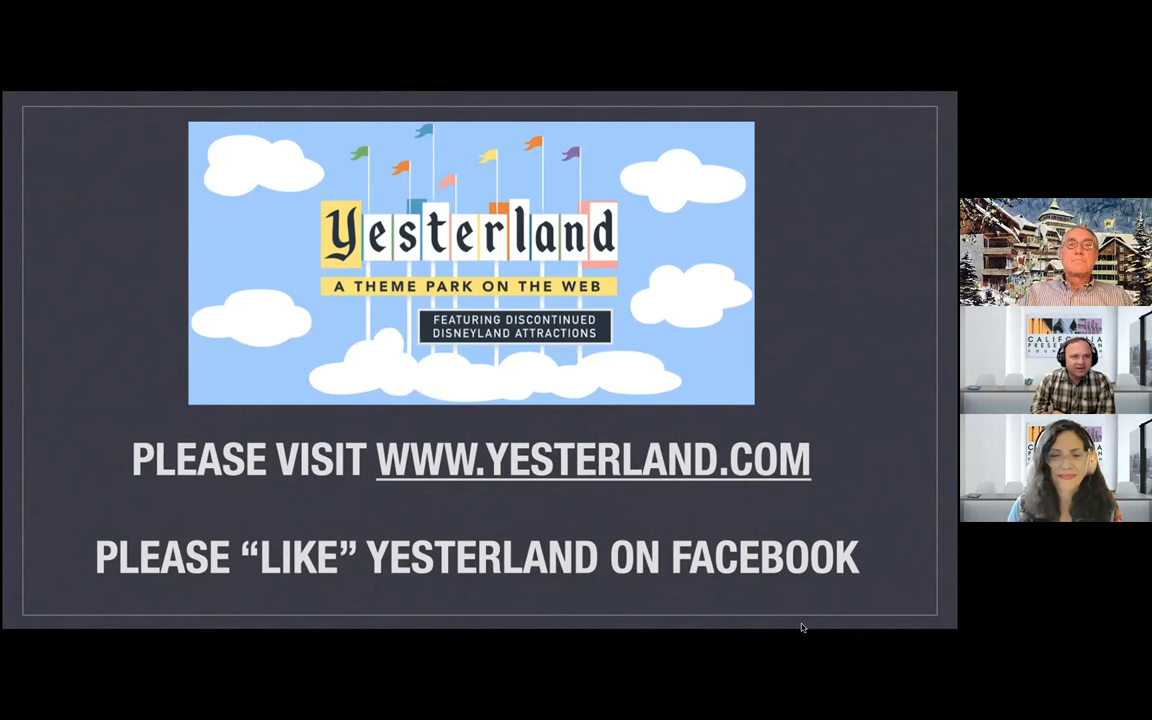 Yesterland
A THEME PARK ON THE WEB
FEATURING DISCONTINUED
DISNEYLAND ATTRACTIONS
PLEASE VISIT WWW.YESTERLAND.COM
PLEASE “LIKE” YESTERLAND ON FACEBOOK
CALIFORNIA